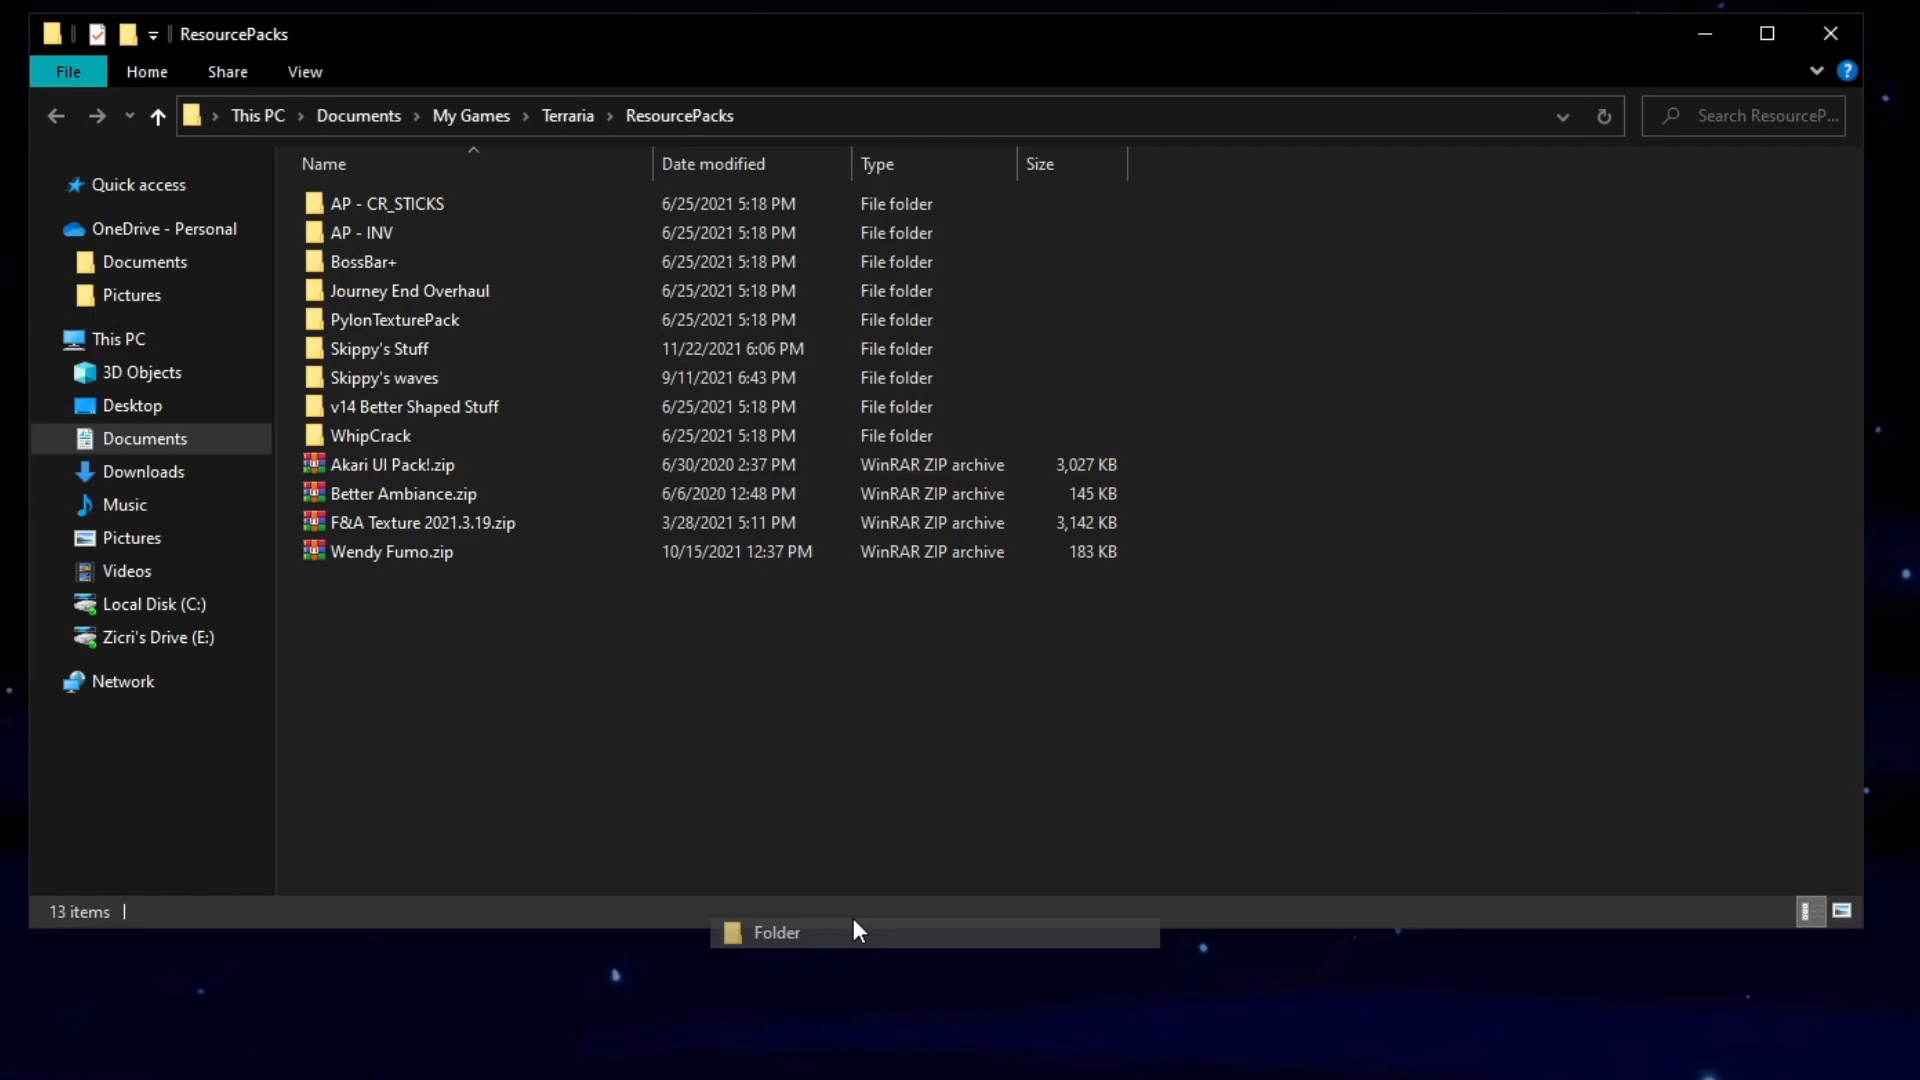 ResourcePacks
File Home Share View
This PC Documents My Games Terraria ResourcePacks Search ResourceP...
Name Date modified Type Size
Quick access
OneDrive - Personal
Documents
Pictures
This PC
3D Objects
Desktop
Documents
Downloads
Music
Pictures
Videos
Local Disk (C:)
Zicri's Drive (E:)
Network
AP - CR_STICKS 6/25/2021 5:18 PM File folder
AP - INV 6/25/2021 5:18 PM File folder
BossBar+ 6/25/2021 5:18 PM File folder
Journey End Overhaul 6/25/2021 5:18 PM File folder
PylonTexturePack 6/25/2021 5:18 PM File folder
Skippy's Stuff 11/22/2021 6:06 PM File folder
Skippy's waves 9/11/2021 6:43 PM File folder
v14 Better Shaped Stuff 6/25/2021 5:18 PM File folder
WhipCrack 6/25/2021 5:18 PM File folder
Akari UI Pack!.zip 6/30/2020 2:37 PM WinRAR ZIP archive 3,027 KB
Better Ambiance.zip 6/6/2020 12:48 PM WinRAR ZIP archive 145 KB
F&A Texture 2021.3.19.zip 3/28/2021 5:11 PM WinRAR ZIP archive 3,142 KB
Wendy Fumo.zip 10/15/2021 12:37 PM WinRAR ZIP archive 183 KB
13 items
Folder